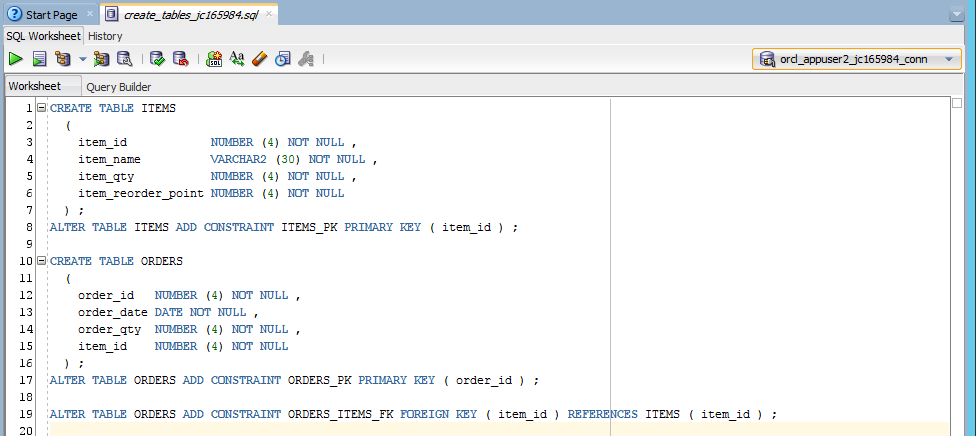 Start Page create_tables_jc165984.sql
SQL Worksheet History
Aa
orcl_appuser2_jc165984_conn
Worksheet Query Builder
1 CREATE TABLE ITEMS
2 (
3 item_id NUMBER (4) NOT NULL ,
4 item_name VARCHAR2 (30) NOT NULL ,
5 item_qty NUMBER (4) NOT NULL ,
6 item_reorder_point NUMBER (4) NOT NULL
7 ) ;
8 ALTER TABLE ITEMS ADD CONSTRAINT ITEMS_PK PRIMARY KEY ( item_id ) ;
9
10 CREATE TABLE ORDERS
11 (
12 order_id NUMBER (4) NOT NULL ,
13 order_date DATE NOT NULL ,
14 order_qty NUMBER (4) NOT NULL ,
15 item_id NUMBER (4) NOT NULL
16 ) ;
17 ALTER TABLE ORDERS ADD CONSTRAINT ORDERS_PK PRIMARY KEY ( order_id ) ;
18
19 ALTER TABLE ORDERS ADD CONSTRAINT ORDERS_ITEMS_FK FOREIGN KEY ( item_id ) REFERENCES ITEMS ( item_id ) ;
20